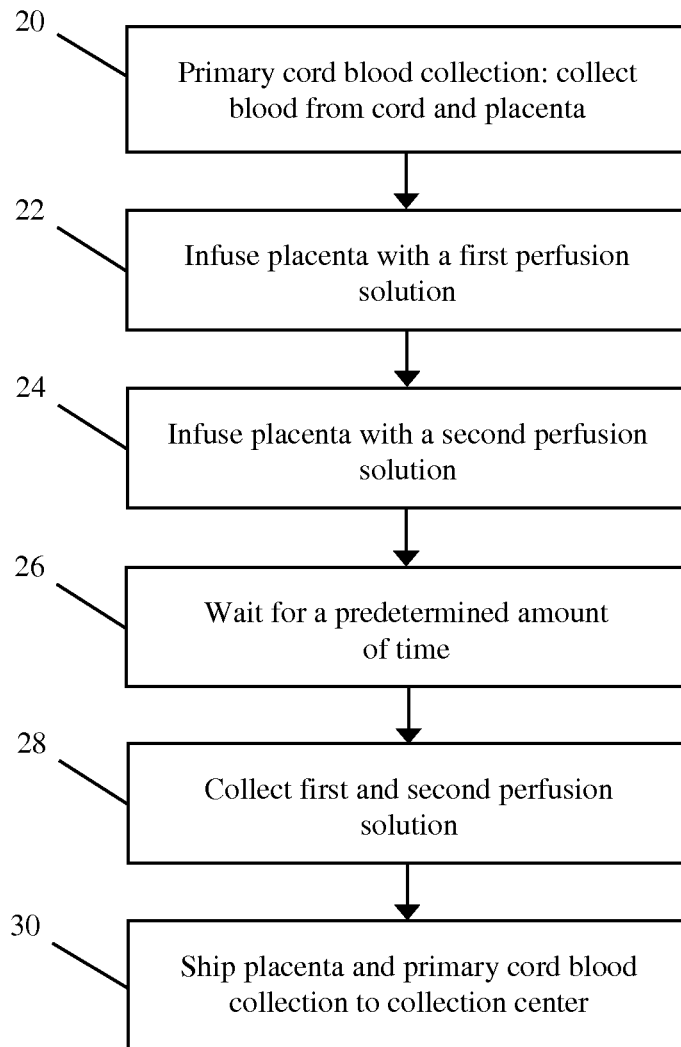 20
Primary cord blood collection: collect
blood from cord and placenta
22
Infuse placenta with a first perfusion
solution
24
Infuse placenta with a second perfusion
solution
26
Wait for a predetermined amount
of time
28
Collect first and second perfusion
solution
30
Ship placenta and primary cord blood
collection to collection center